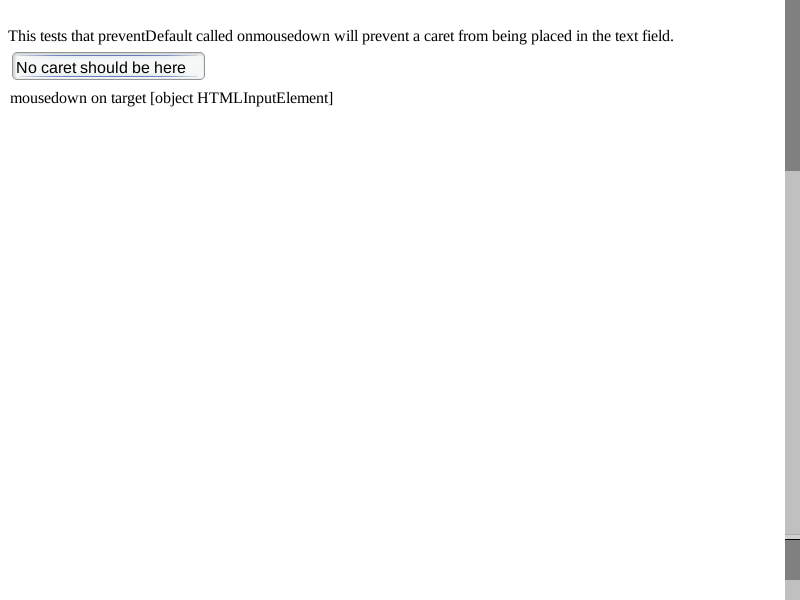 This tests that preventDefault called onmousedown will prevent a caret from being placed in the text field.
No caret should be here
mousedown on target [object HTMLInputElement]